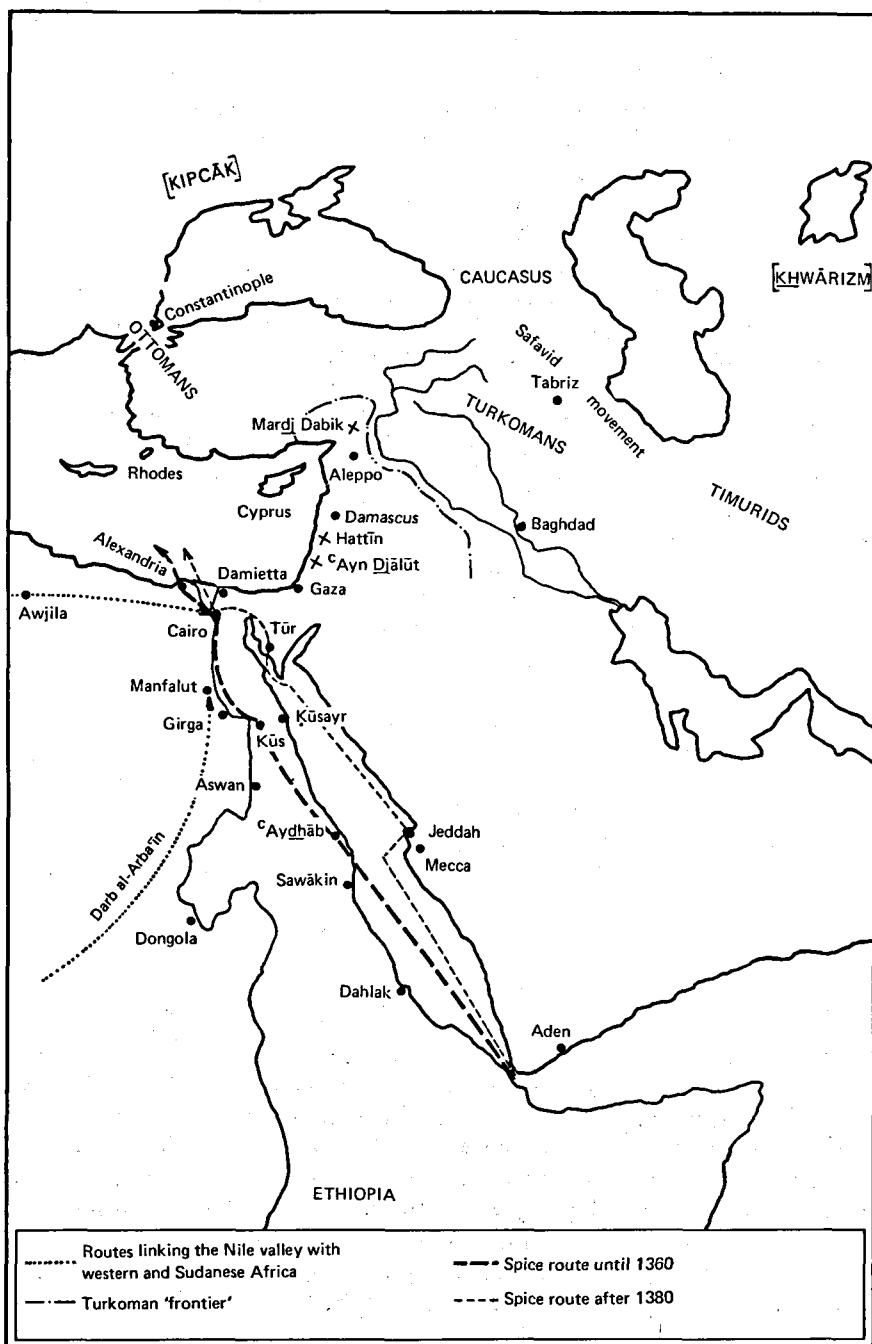 [KIPCĀK]
CAUCASUS
[KHWĀRIZM]
Constantinople
OTTOMANS
Safavid
movement
Tabriz
TURKOMANS
Mardj Dabik
Aleppo
Rhodes
Cyprus
TIMURIDS
Damascus
Baghdad
Hattīn
ᶜAyn Djālūt
Alexandria
Damietta
Gaza
Awjila
Cairo
Tūr
Manfalut
Girga
Kūs
Kūsayr
Aswan
ᶜAydhāb
Jeddah
Mecca
Sawākin
Darb al-Arba'īn
Dongola
Dahlak
Aden
ETHIOPIA
Routes linking the Nile valley with
western and Sudanese Africa
Turkoman 'frontier'
Spice route until 1360
Spice route after 1380